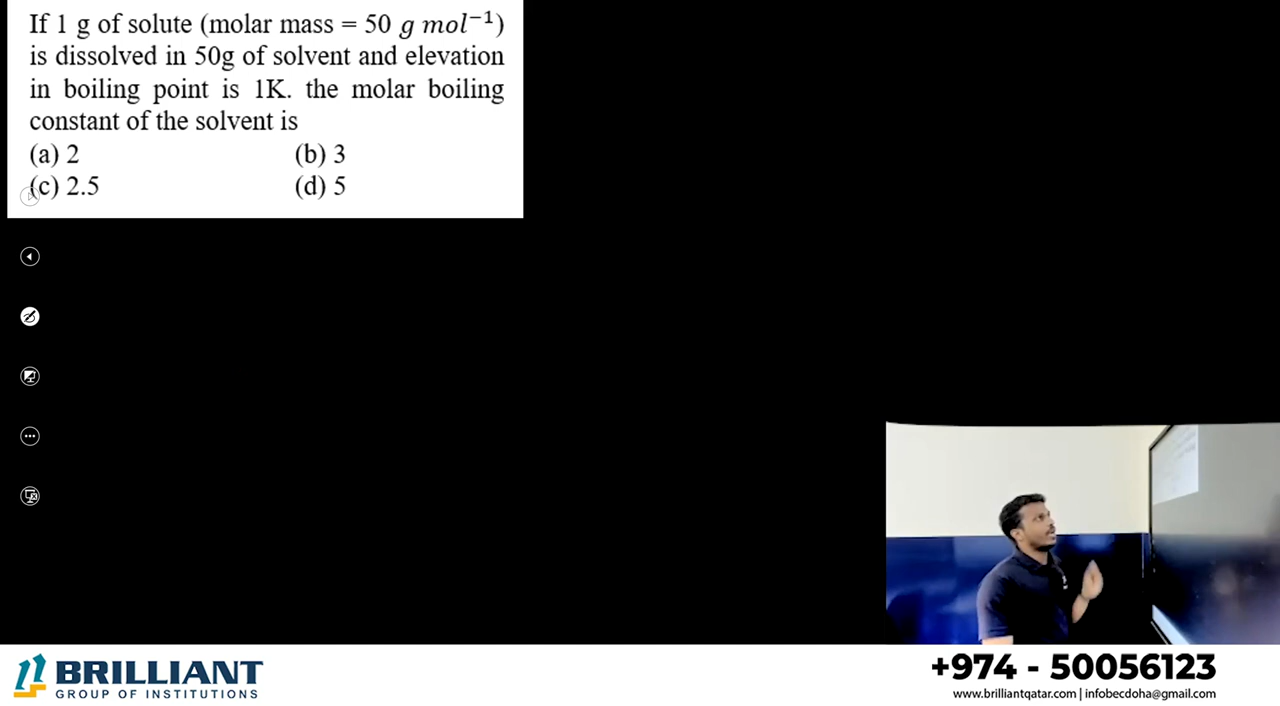 If 1 g of solute (molar mass = 50 g mol⁻¹)
is dissolved in 50g of solvent and elevation
in boiling point is 1K. the molar boiling
constant of the solvent is
(a) 2 (b) 3
(c) 2.5 (d) 5
BRILLIANT
GROUP OF INSTITUTIONS
+974 - 50056123
www.brilliantqatar.com | infobecdoha@gmail.com